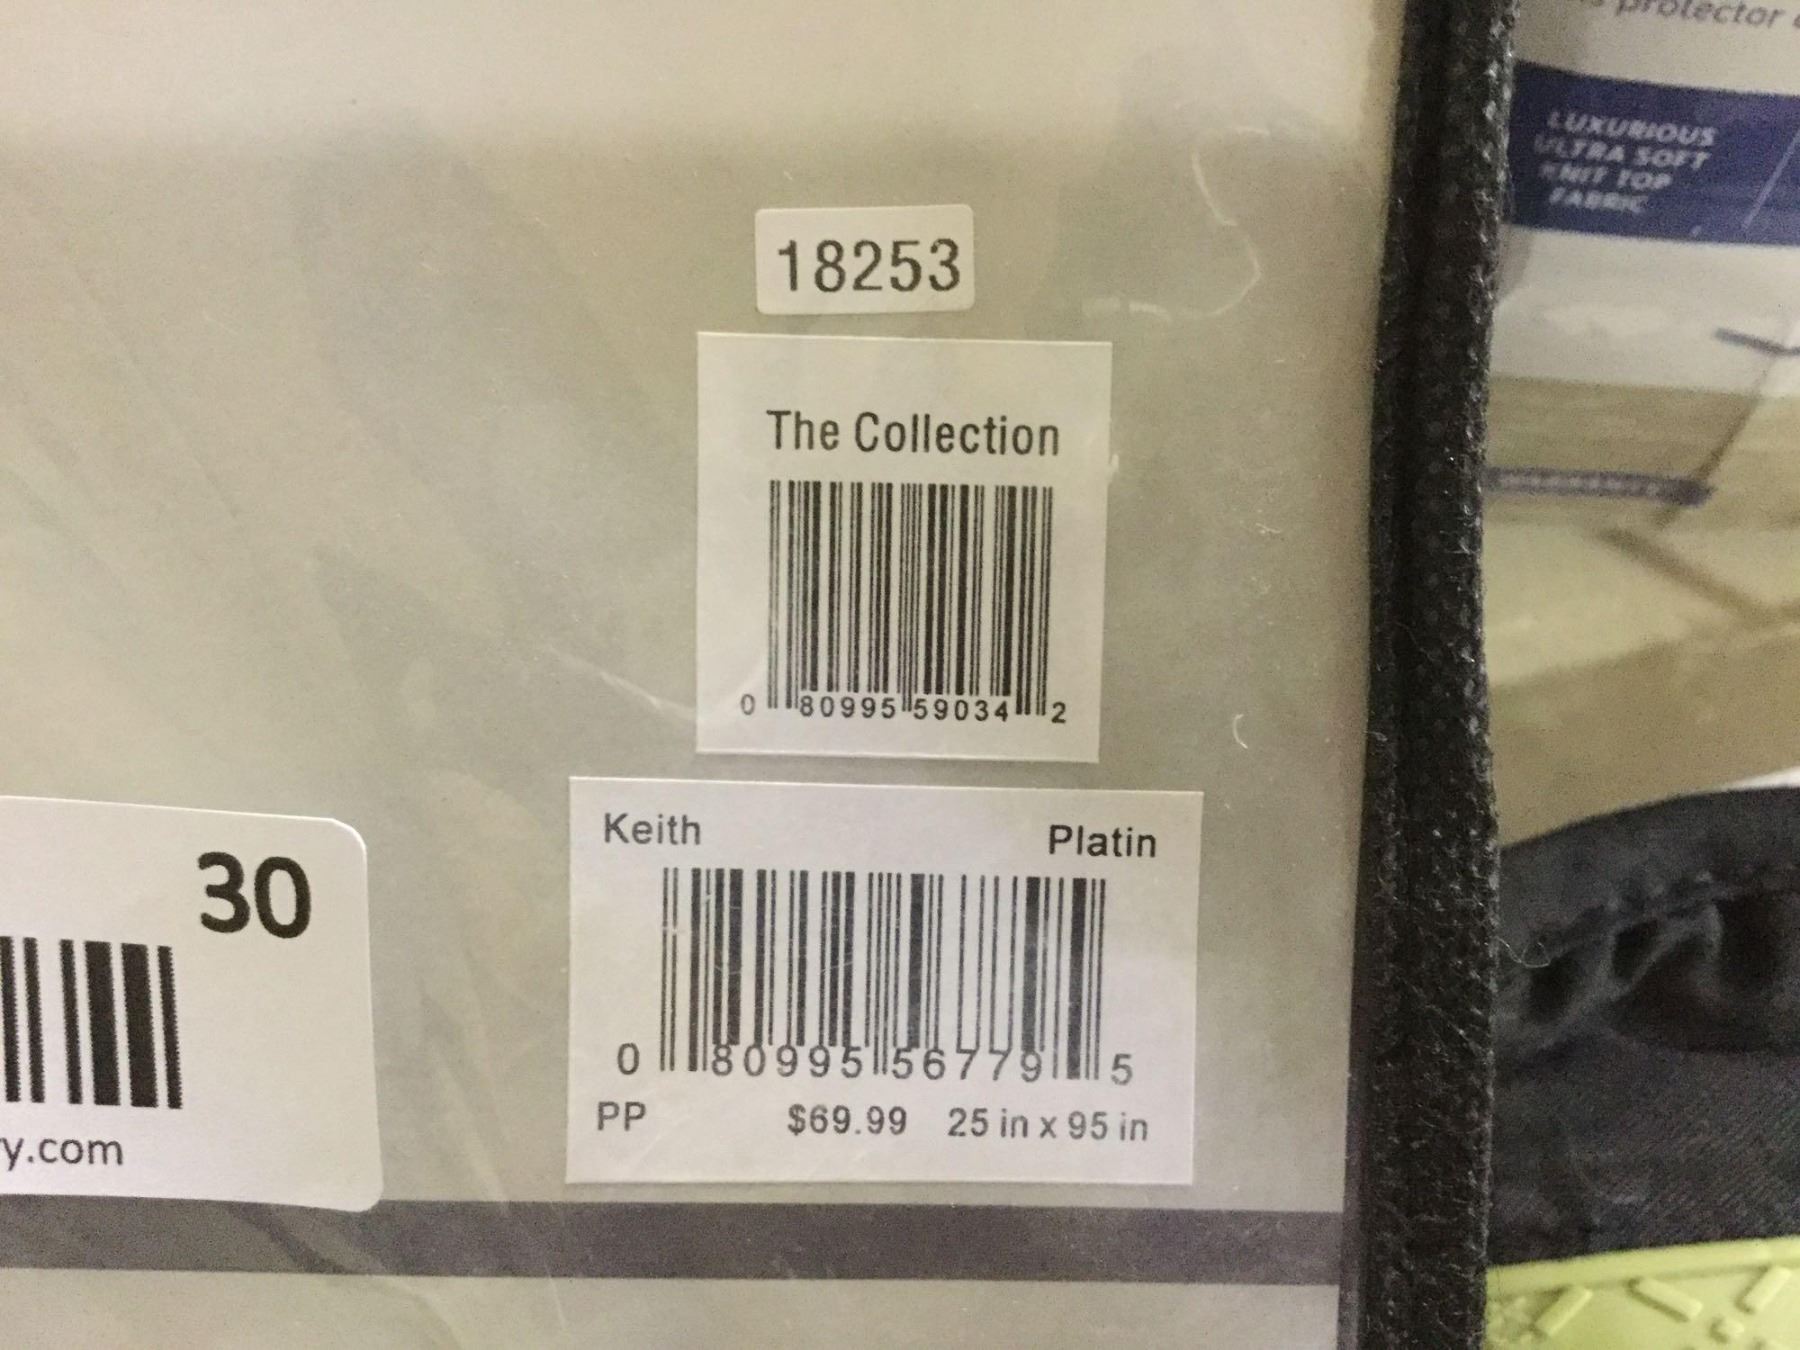 protector
LUXURIOUS
ULTRA SOFT
KNIT TOP
FABRIC
18253
The Collection
0 80995 59034 2
WARRANTY
Keith Platin
0 80995 56779 5
PP $69.99 25 in x 95 in
30
y.com